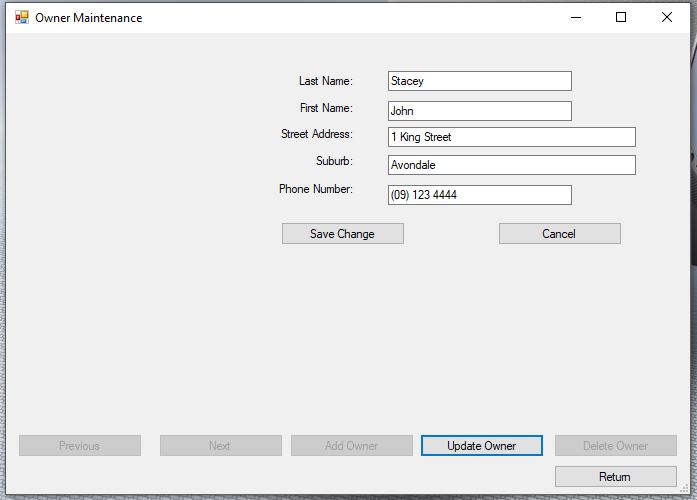 Owner Maintenance
Last Name: Stacey
First Name: John
Street Address: 1 King Street
Suburb: Avondale
Phone Number: (09) 123 4444
Save Change Cancel
Previous Next Add Owner Update Owner Delete Owner
Return